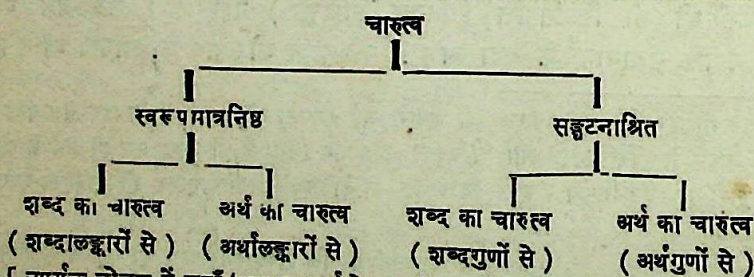 चारुत्व
स्वरूपमात्रनिष्ठ सङ्घटनाश्रित
शब्द का चारुत्व अर्थ का चारुत्व शब्द का चारुत्व अर्थ का चारुत्व
( शब्दालङ्कारों से ) ( अर्थालङ्कारों से ) ( शब्दगुणों से ) ( अर्थगुणों से )